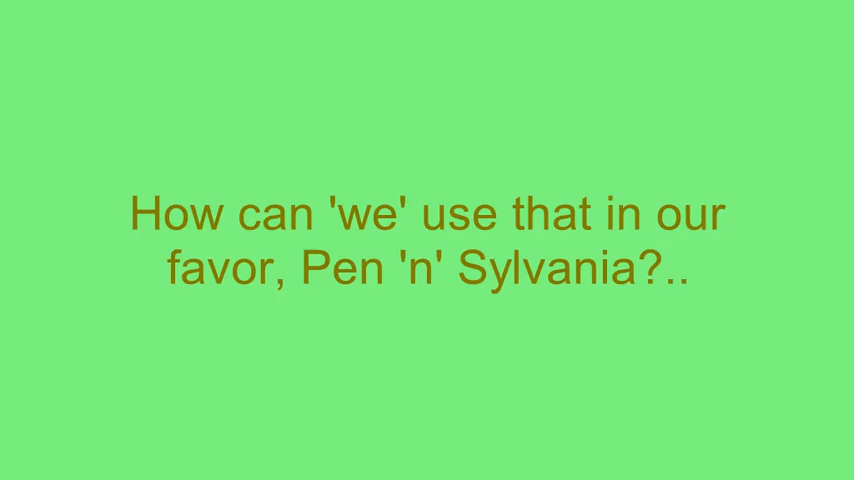 How can 'we' use that in our
favor, Pen 'n' Sylvania?..